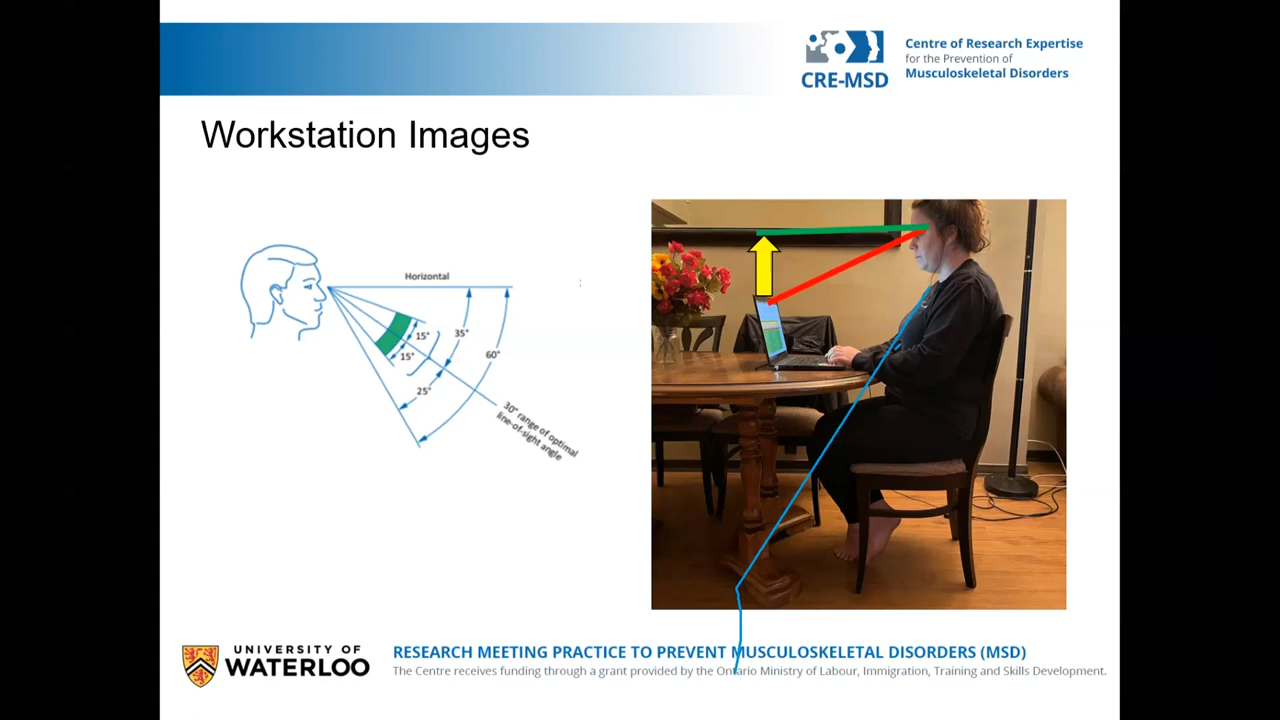 Centre of Research Expertise
for the Prevention of
Musculoskeletal Disorders
CRE-MSD
Workstation Images
Horizontal
15°
35°
15°
60°
25°
30° range of optimal
line-of-sight angle
UNIVERSITY OF
WATERLOO
RESEARCH MEETING PRACTICE TO PREVENT MUSCULOSKELETAL DISORDERS (MSD)
The Centre receives funding through a grant provided by the Ontario Ministry of Labour, Immigration, Training and Skills Development.